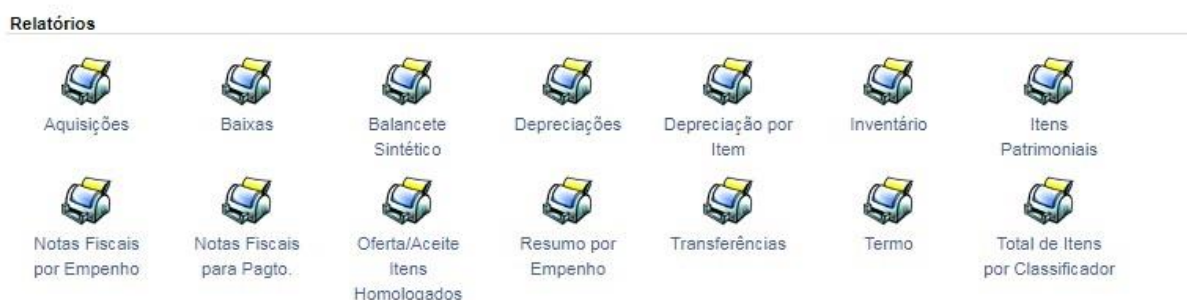 Relatórios
Aquisições
Baixas
Balancete
Sintético
Depreciações
Depreciação por
Item
Inventário
Itens
Patrimoniais
Notas Fiscais
por Empenho
Notas Fiscais
para Pagto.
Oferta/Aceite
Itens
Homologados
Resumo por
Empenho
Transferências
Termo
Total de Itens
por Classificador